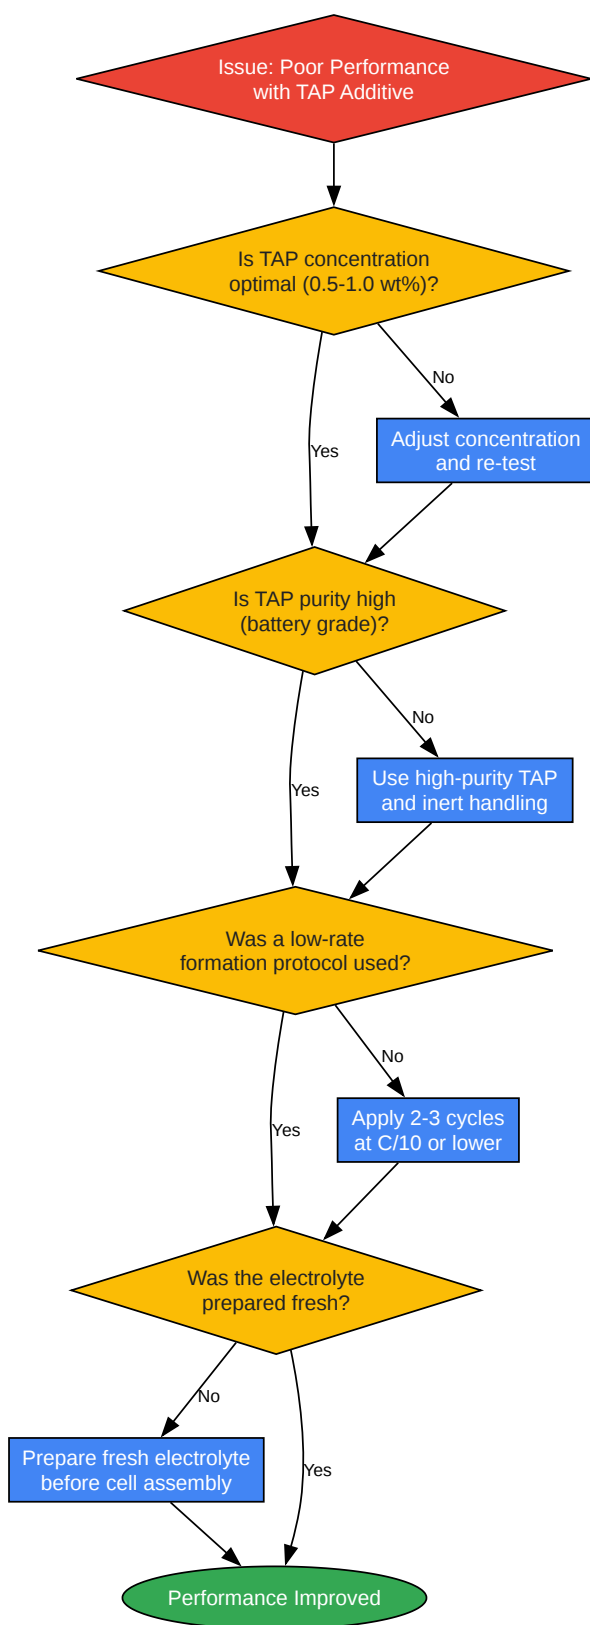 Issue: Poor Performance
with TAP Additive
Is TAP concentration
optimal (0.5-1.0 wt%)?
No
Adjust concentration
and re-test
Yes
Is TAP purity high
(battery grade)?
No
Use high-purity TAP
and inert handling
Yes
Was a low-rate
formation protocol used?
No
Apply 2-3 cycles
at C/10 or lower
Yes
Was the electrolyte
prepared fresh?
No
Prepare fresh electrolyte
before cell assembly
Yes
Performance Improved